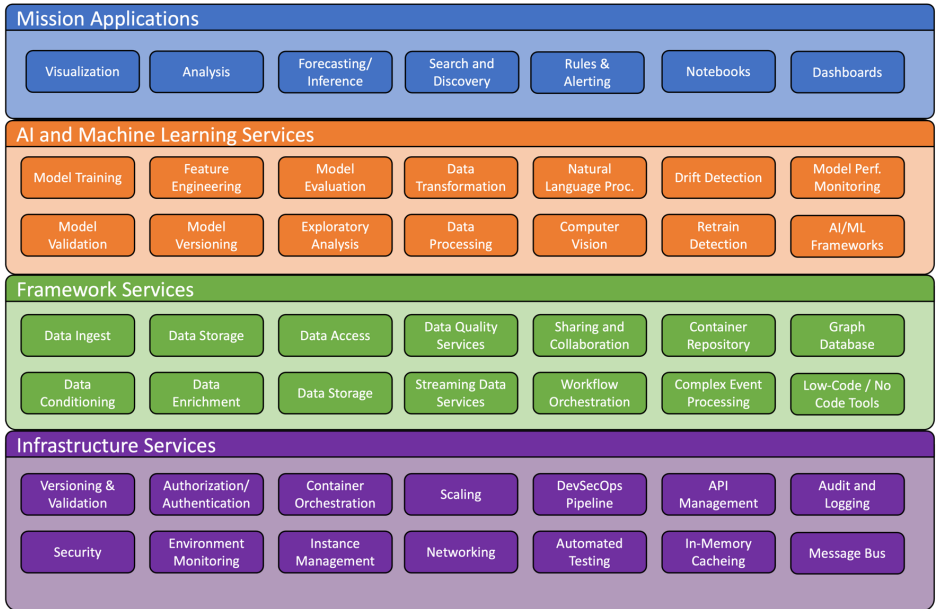 Mission Applications
Visualization
Analysis
Forecasting/
Inference
Search and
Discovery
Rules &
Alerting
Notebooks
Dashboards
AI and Machine Learning Services
Model Training
Feature
Engineering
Model
Evaluation
Data
Transformation
Natural
Language Proc.
Drift Detection
Model Perf.
Monitoring
Model
Validation
Model
Versioning
Exploratory
Analysis
Data
Processing
Computer
Vision
Retrain
Detection
AI/ML
Frameworks
Framework Services
Data Ingest
Data Storage
Data Access
Data Quality
Services
Sharing and
Collaboration
Container
Repository
Graph
Database
Data
Conditioning
Data
Enrichment
Data Storage
Streaming Data
Services
Workflow
Orchestration
Complex Event
Processing
Low-Code / No
Code Tools
Infrastructure Services
Versioning &
Validation
Authorization/
Authentication
Container
Orchestration
Scaling
DevSecOps
Pipeline
API
Management
Audit and
Logging
Security
Environment
Monitoring
Instance
Management
Networking
Automated
Testing
In-Memory
Cacheing
Message Bus